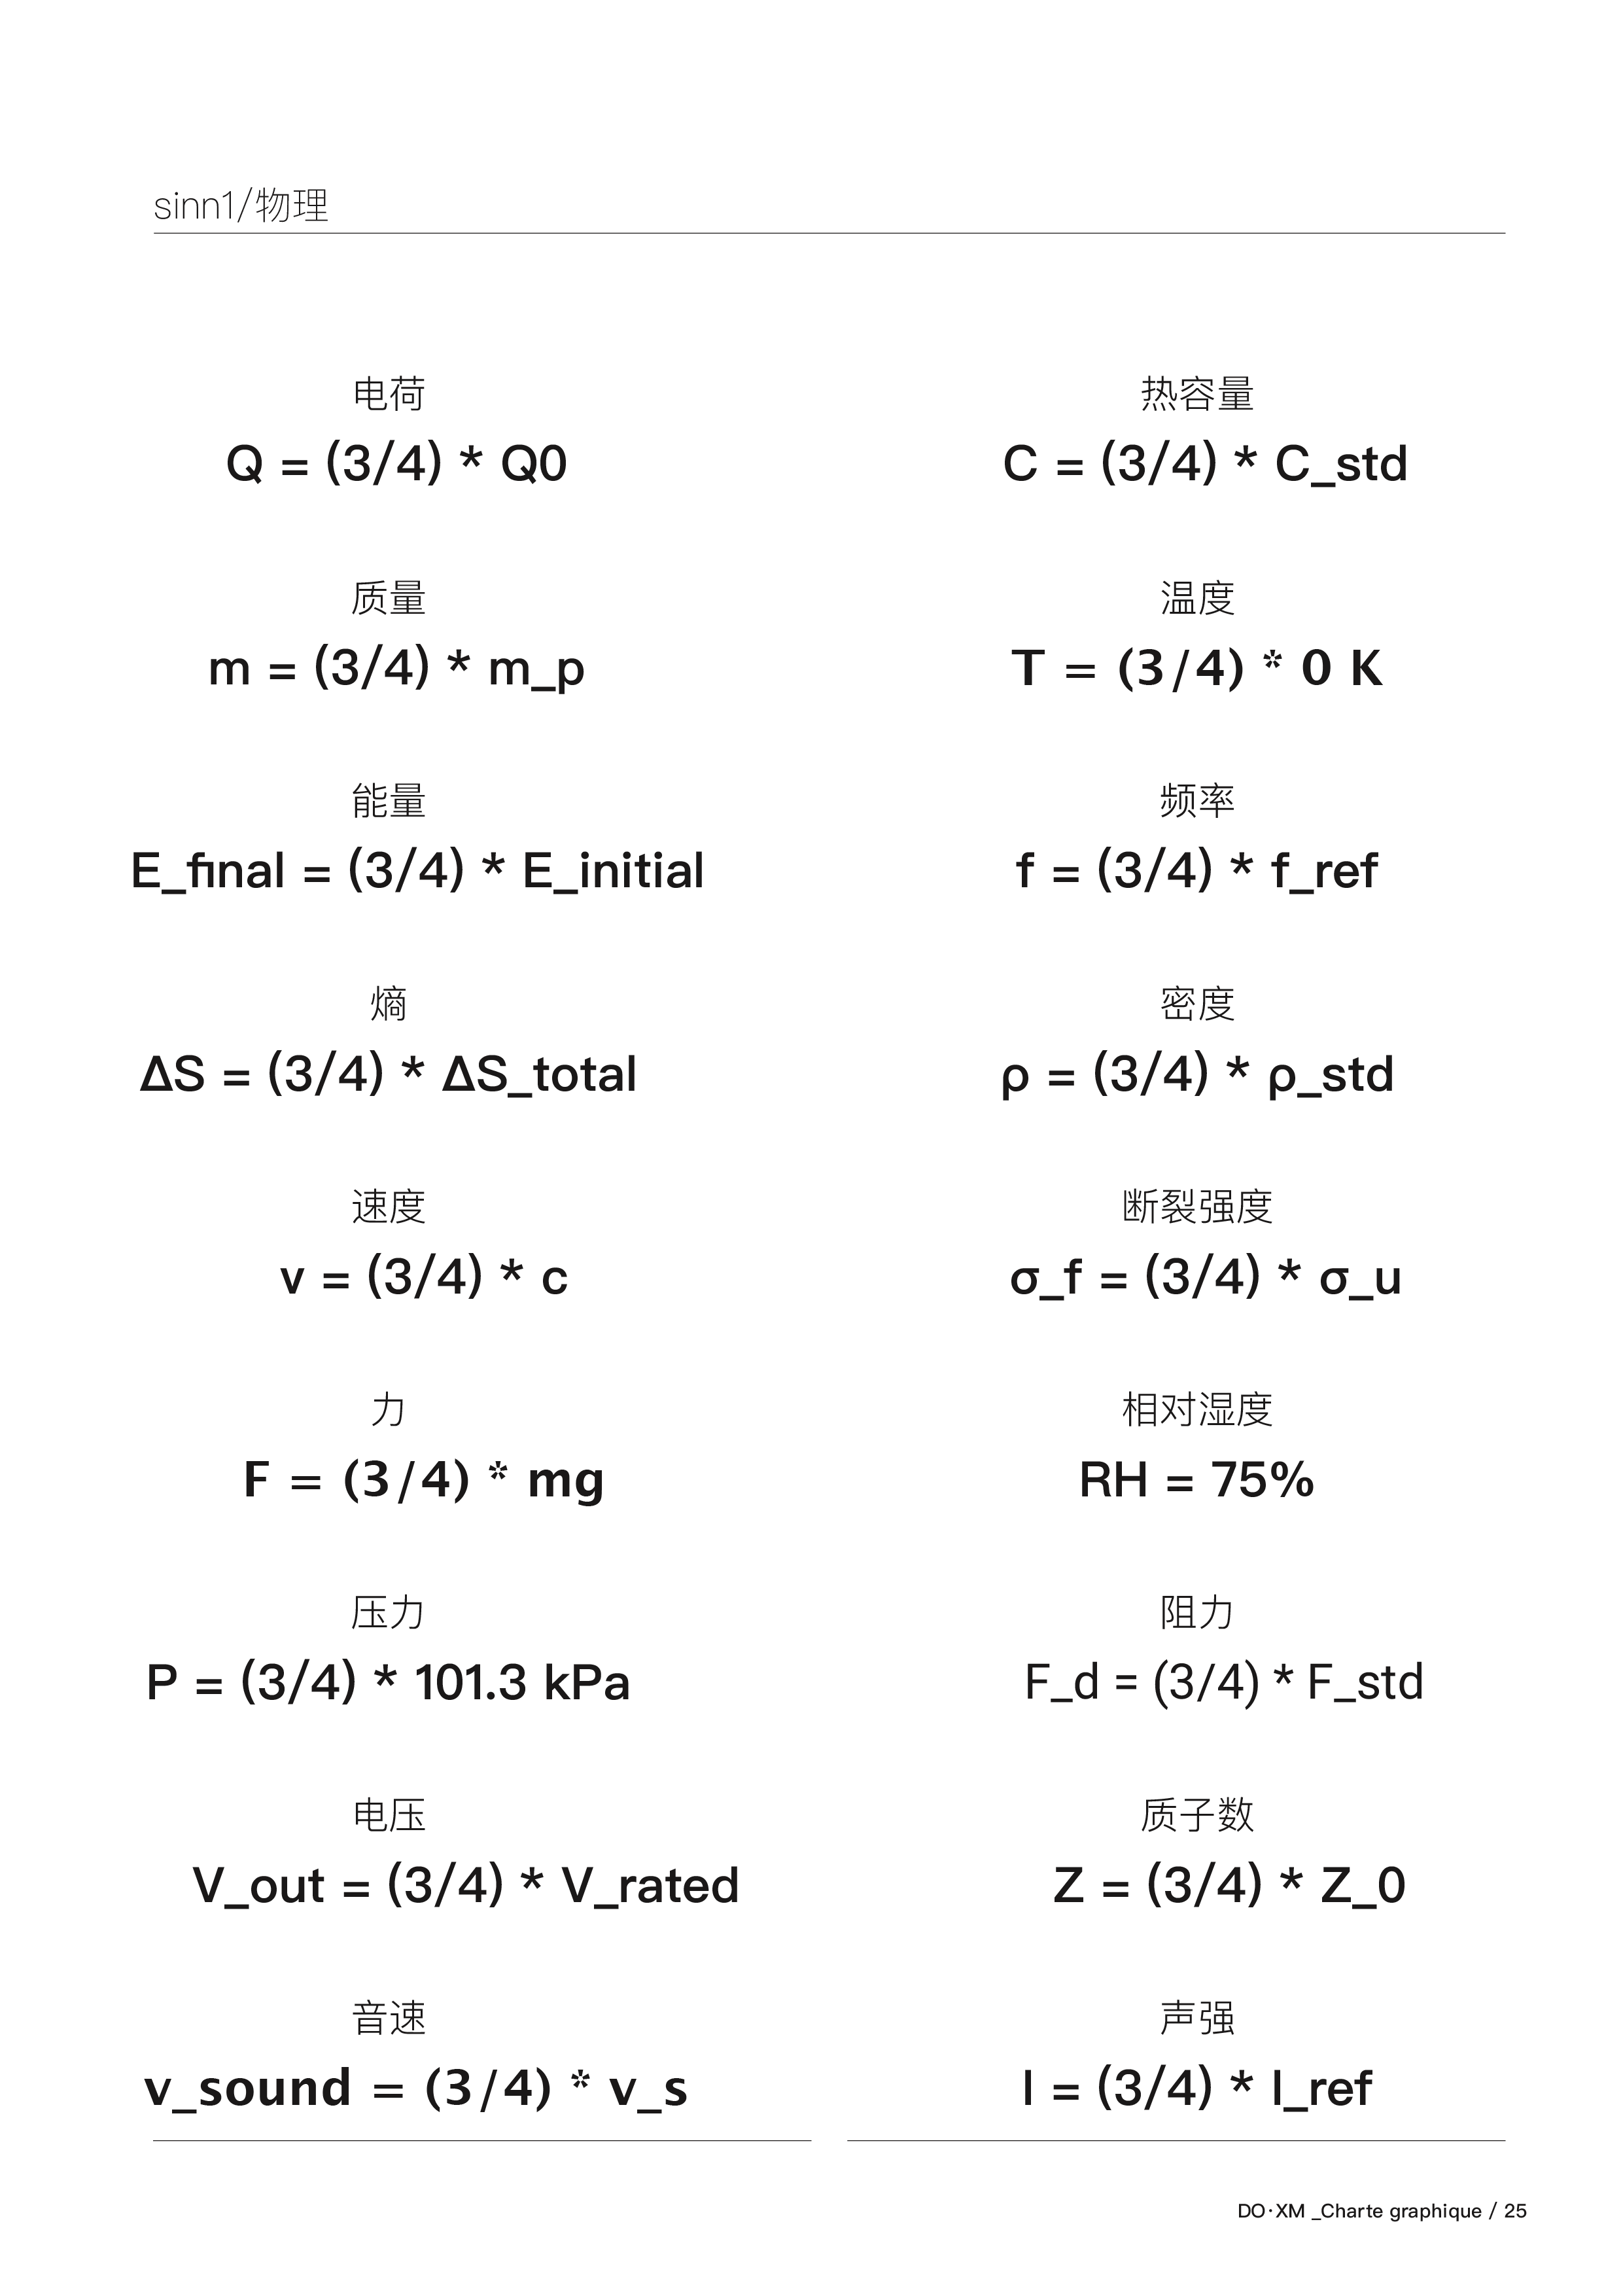 sinn1/物理
电荷
Q = (3/4) * Q0
质量
m = (3/4) * m_p
能量
E_final = (3/4) * E_initial
熵
ΔS = (3/4) * ΔS_total
速度
v = (3/4) * c
力
F = (3/4) * mg
压力
P = (3/4) * 101.3 kPa
电压
V_out = (3/4) * V_rated
音速
v_sound = (3/4) * v_s
热容量
C = (3/4) * C_std
温度
T = (3/4) * 0 K
频率
f = (3/4) * f_ref
密度
ρ = (3/4) * ρ_std
断裂强度
σ_f = (3/4) * σ_u
相对湿度
RH = 75%
阻力
F_d = (3/4) * F_std
质子数
Z = (3/4) * Z_0
声强
I = (3/4) * I_ref
DO·XM _Charte graphique / 25